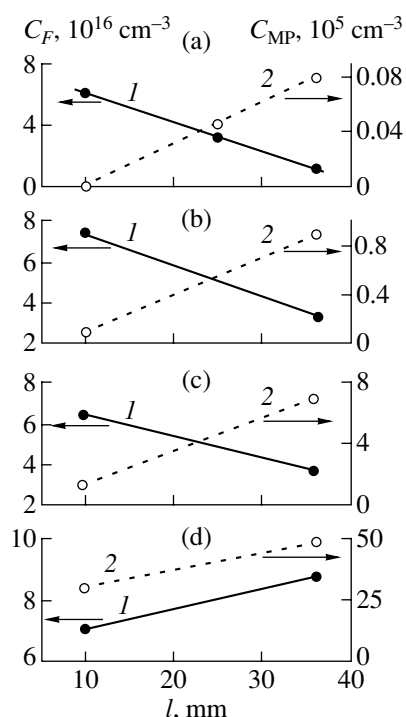 C_F, 10^16 cm^–3 C_MP, 10^5 cm^–3
(a)
8 1 2 0.08
4 0.04
0 0
(b)
8 1 2
6 0.8
4 0.4
2 0
(c)
8 1 2 8
6
4 4
2 0
(d)
10 2 50
8 1 25
6 0
10 20 30 40
l, mm